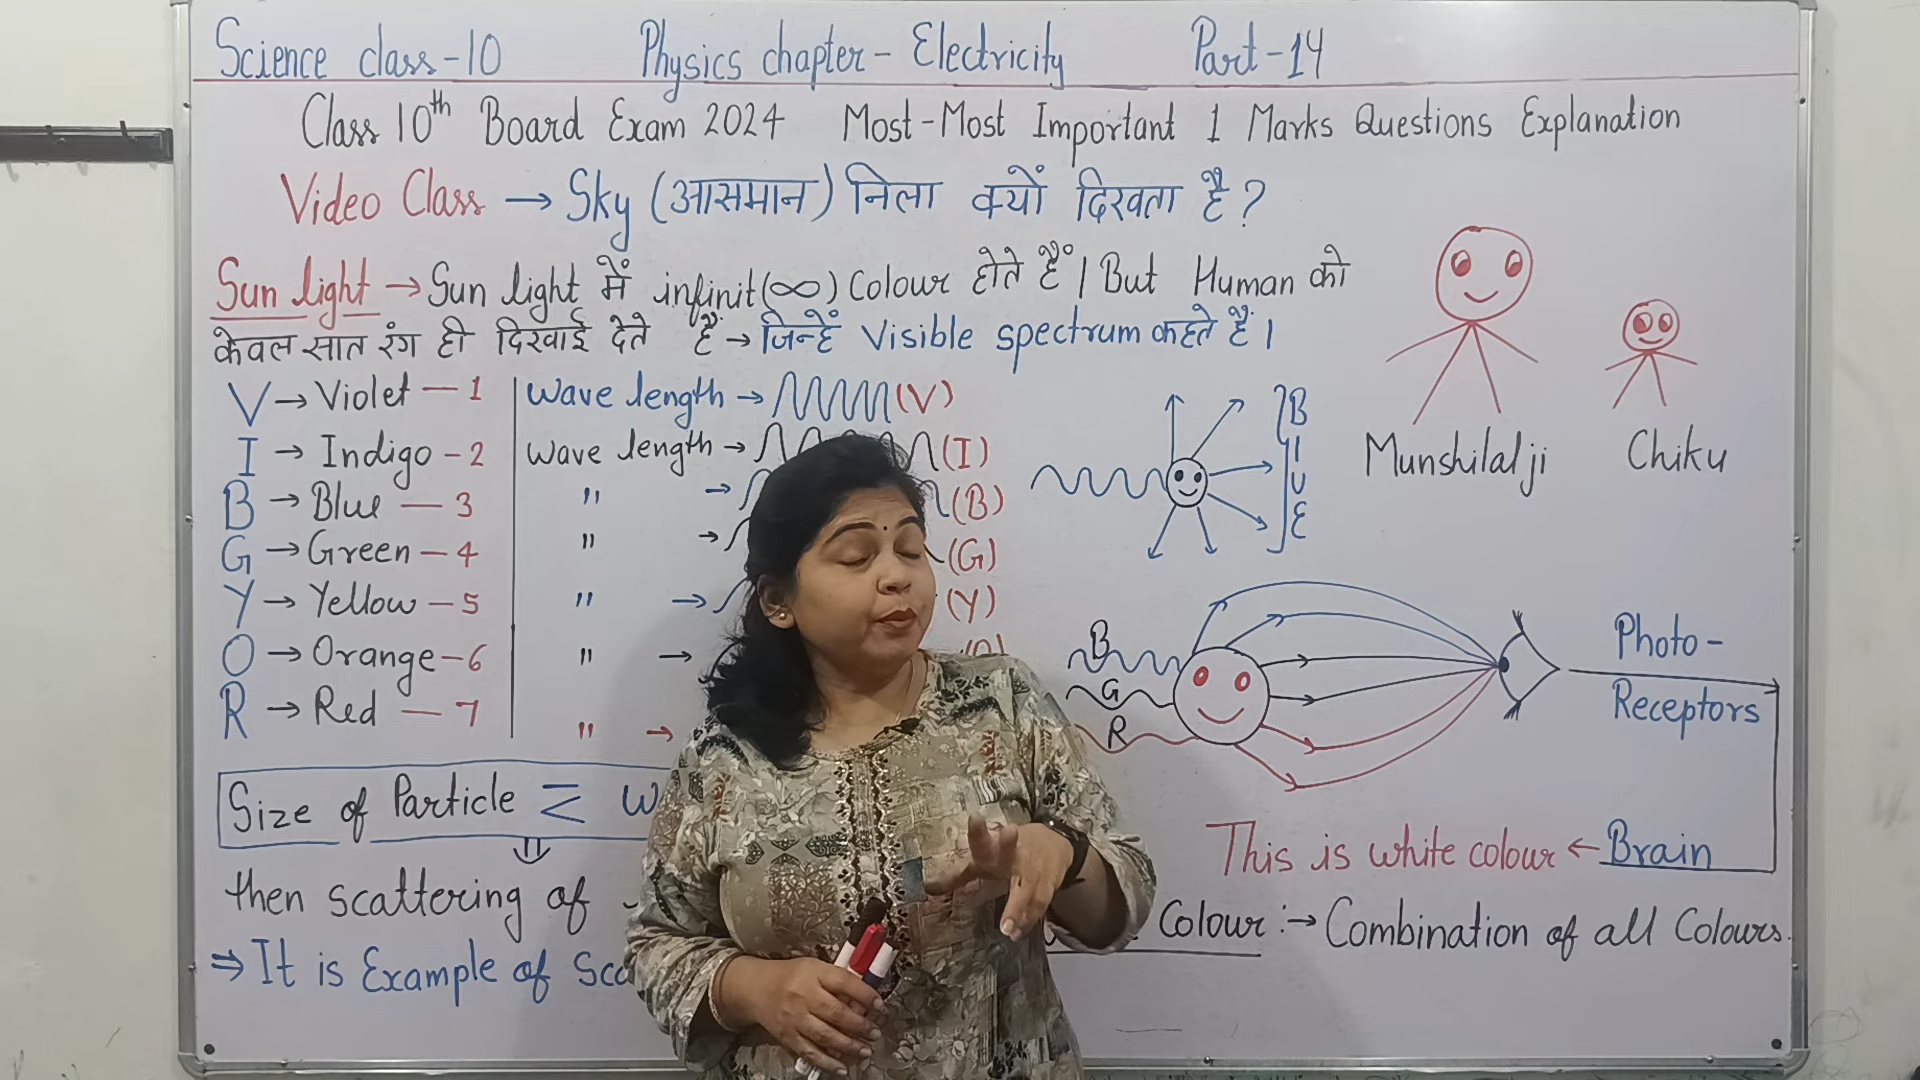 Science class-10 Physics chapter- Electricity Part-14
Class 10th Board Exam 2024 Most-Most Important 1 Marks Questions Explanation
Video Class → Sky (आसमान) निला क्यों दिखता है?
Sun light → Sun light में infinit(∞) Colour होते हैं। But Human को
केवल सात रंग ही दिखाई देते हैं → जिन्हें Visible spectrum कहते हैं।
V → Violet — 1
I → Indigo - 2
B → Blue — 3
G → Green — 4
Y → Yellow — 5
O → Orange — 6
R → Red — 7
Wave length → (V)
Wave length → (I)
" → (B)
" → (G)
" → (Y)
" → (O)
" →
BlUE
Munshilal ji
Chiku
B
G
R
Photo-
Receptors
Brain
This is white colour ←
Size of Particle
then scattering of
⇒ It is Example of
Colour :→ Combination of all Colours.